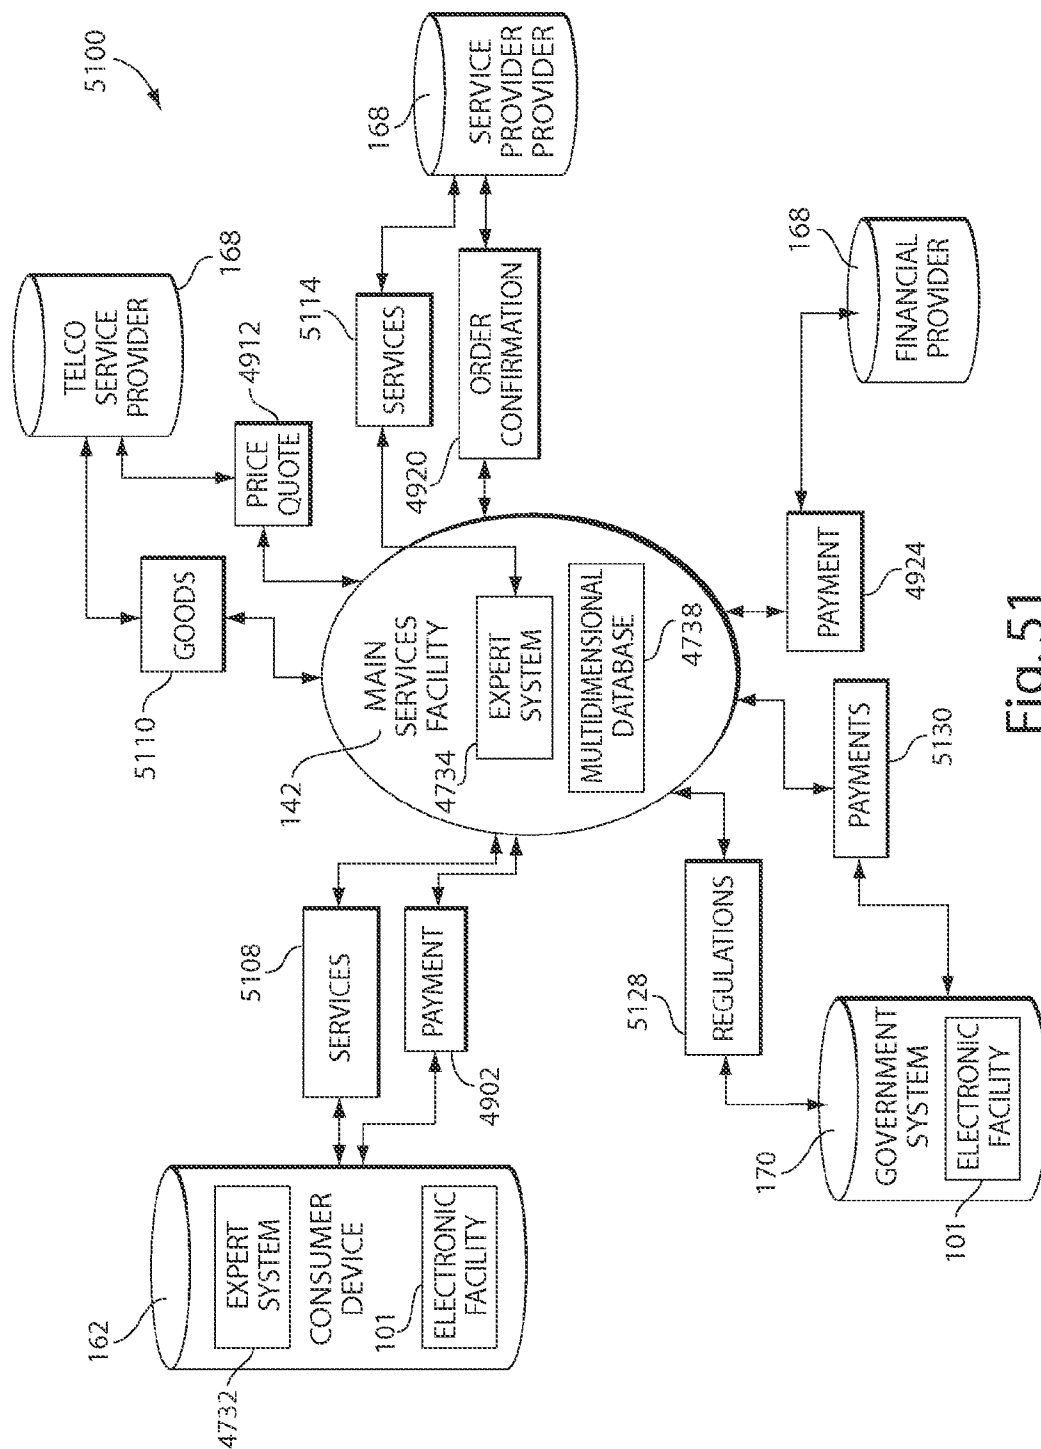 5100
162
EXPERT
SYSTEM
4732
CONSUMER
DEVICE
101
ELECTRONIC
FACILITY
5108
SERVICES
PAYMENT
4902
5110
GOODS
PRICE
QUOTE
4912
TELCO
SERVICE
PROVIDER
168
142
MAIN
SERVICES
FACILITY
4734
EXPERT
SYSTEM
MULTIDIMENSIONAL
DATABASE
4738
5114
SERVICES
4920
ORDER
CONFIRMATION
168
SERVICE
PROVIDER
PROVIDER
5128
REGULATIONS
170
GOVERNMENT
SYSTEM
ELECTRONIC
FACILITY
101
PAYMENTS
5130
PAYMENT
4924
168
FINANCIAL
PROVIDER
Fig. 51